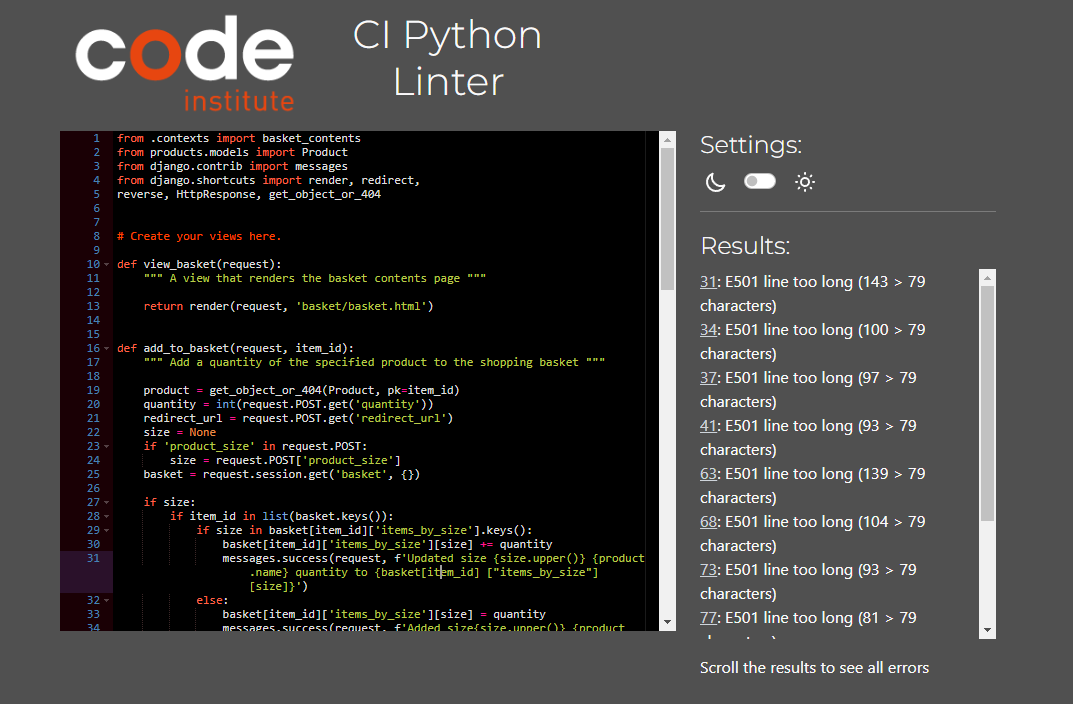 code
institute
CI Python
Linter
1 from .contexts import basket_contents
2 from products.models import Product
3 from django.contrib import messages
4 from django.shortcuts import render, redirect,
5 reverse, HttpResponse, get_object_or_404
6
7
8 # Create your views here.
9
10 def view_basket(request):
11 """ A view that renders the basket contents page """
12
13 return render(request, 'basket/basket.html')
14
15
16 def add_to_basket(request, item_id):
17 """ Add a quantity of the specified product to the shopping basket """
18
19 product = get_object_or_404(Product, pk=item_id)
20 quantity = int(request.POST.get('quantity'))
21 redirect_url = request.POST.get('redirect_url')
22 size = None
23 if 'product_size' in request.POST:
24 size = request.POST['product_size']
25 basket = request.session.get('basket', {})
26
27 if size:
28 if item_id in list(basket.keys()):
29 if size in basket[item_id]['items_by_size'].keys():
30 basket[item_id]['items_by_size'][size] += quantity
31 messages.success(request, f'Updated size {size.upper()} {product
.name} quantity to {basket[item_id] ["items_by_size"]
[size]}')
32 else:
33 basket[item_id]['items_by_size'][size] = quantity
34 messages.success(request, f'Added size{size.upper()} {product
Settings:
Results:
31: E501 line too long (143 > 79
characters)
34: E501 line too long (100 > 79
characters)
37: E501 line too long (97 > 79
characters)
41: E501 line too long (93 > 79
characters)
63: E501 line too long (139 > 79
characters)
68: E501 line too long (104 > 79
characters)
73: E501 line too long (93 > 79
characters)
77: E501 line too long (81 > 79
Scroll the results to see all errors